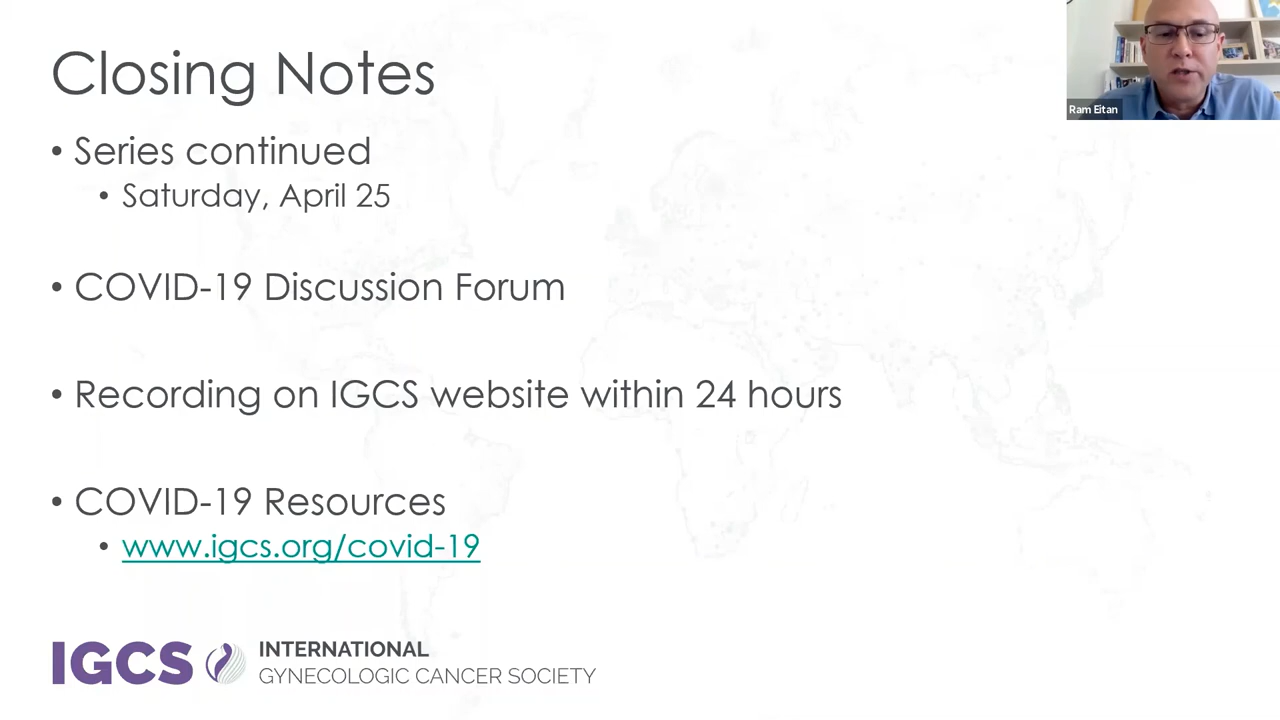 Closing Notes
Ram Eitan
• Series continued
• Saturday, April 25
• COVID-19 Discussion Forum
• Recording on IGCS website within 24 hours
• COVID-19 Resources
• www.igcs.org/covid-19
IGCS
INTERNATIONAL
GYNECOLOGIC CANCER SOCIETY